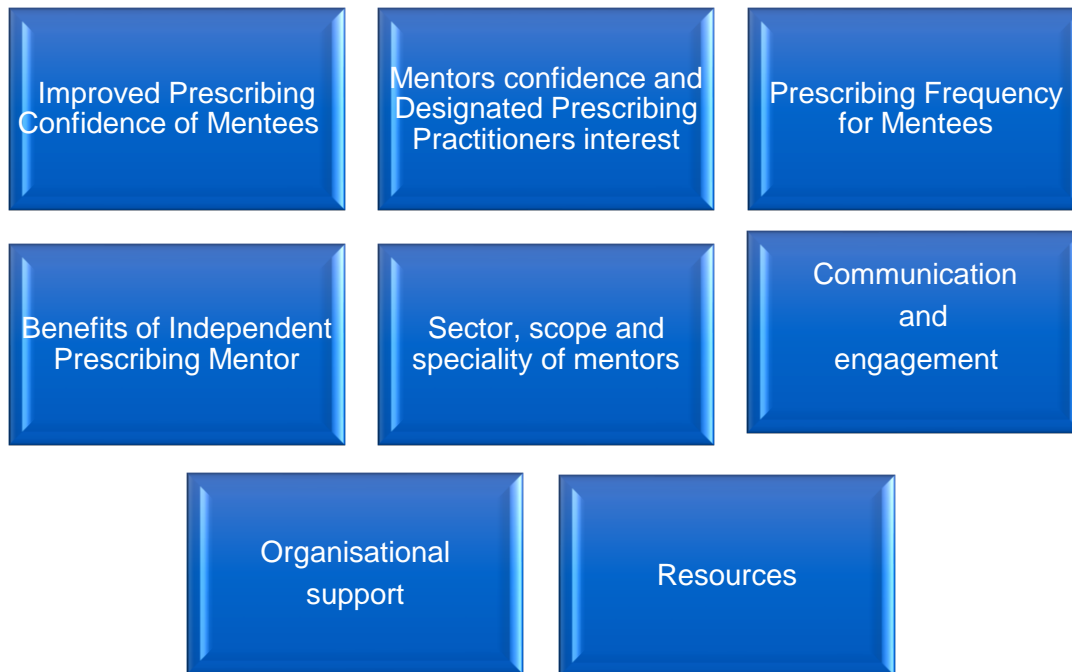 Improved Prescribing
Confidence of Mentees
Mentors confidence and
Designated Prescribing
Practitioners interest
Prescribing Frequency
for Mentees
Benefits of Independent
Prescribing Mentor
Sector, scope and
speciality of mentors
Communication
and
engagement
Organisational
support
Resources